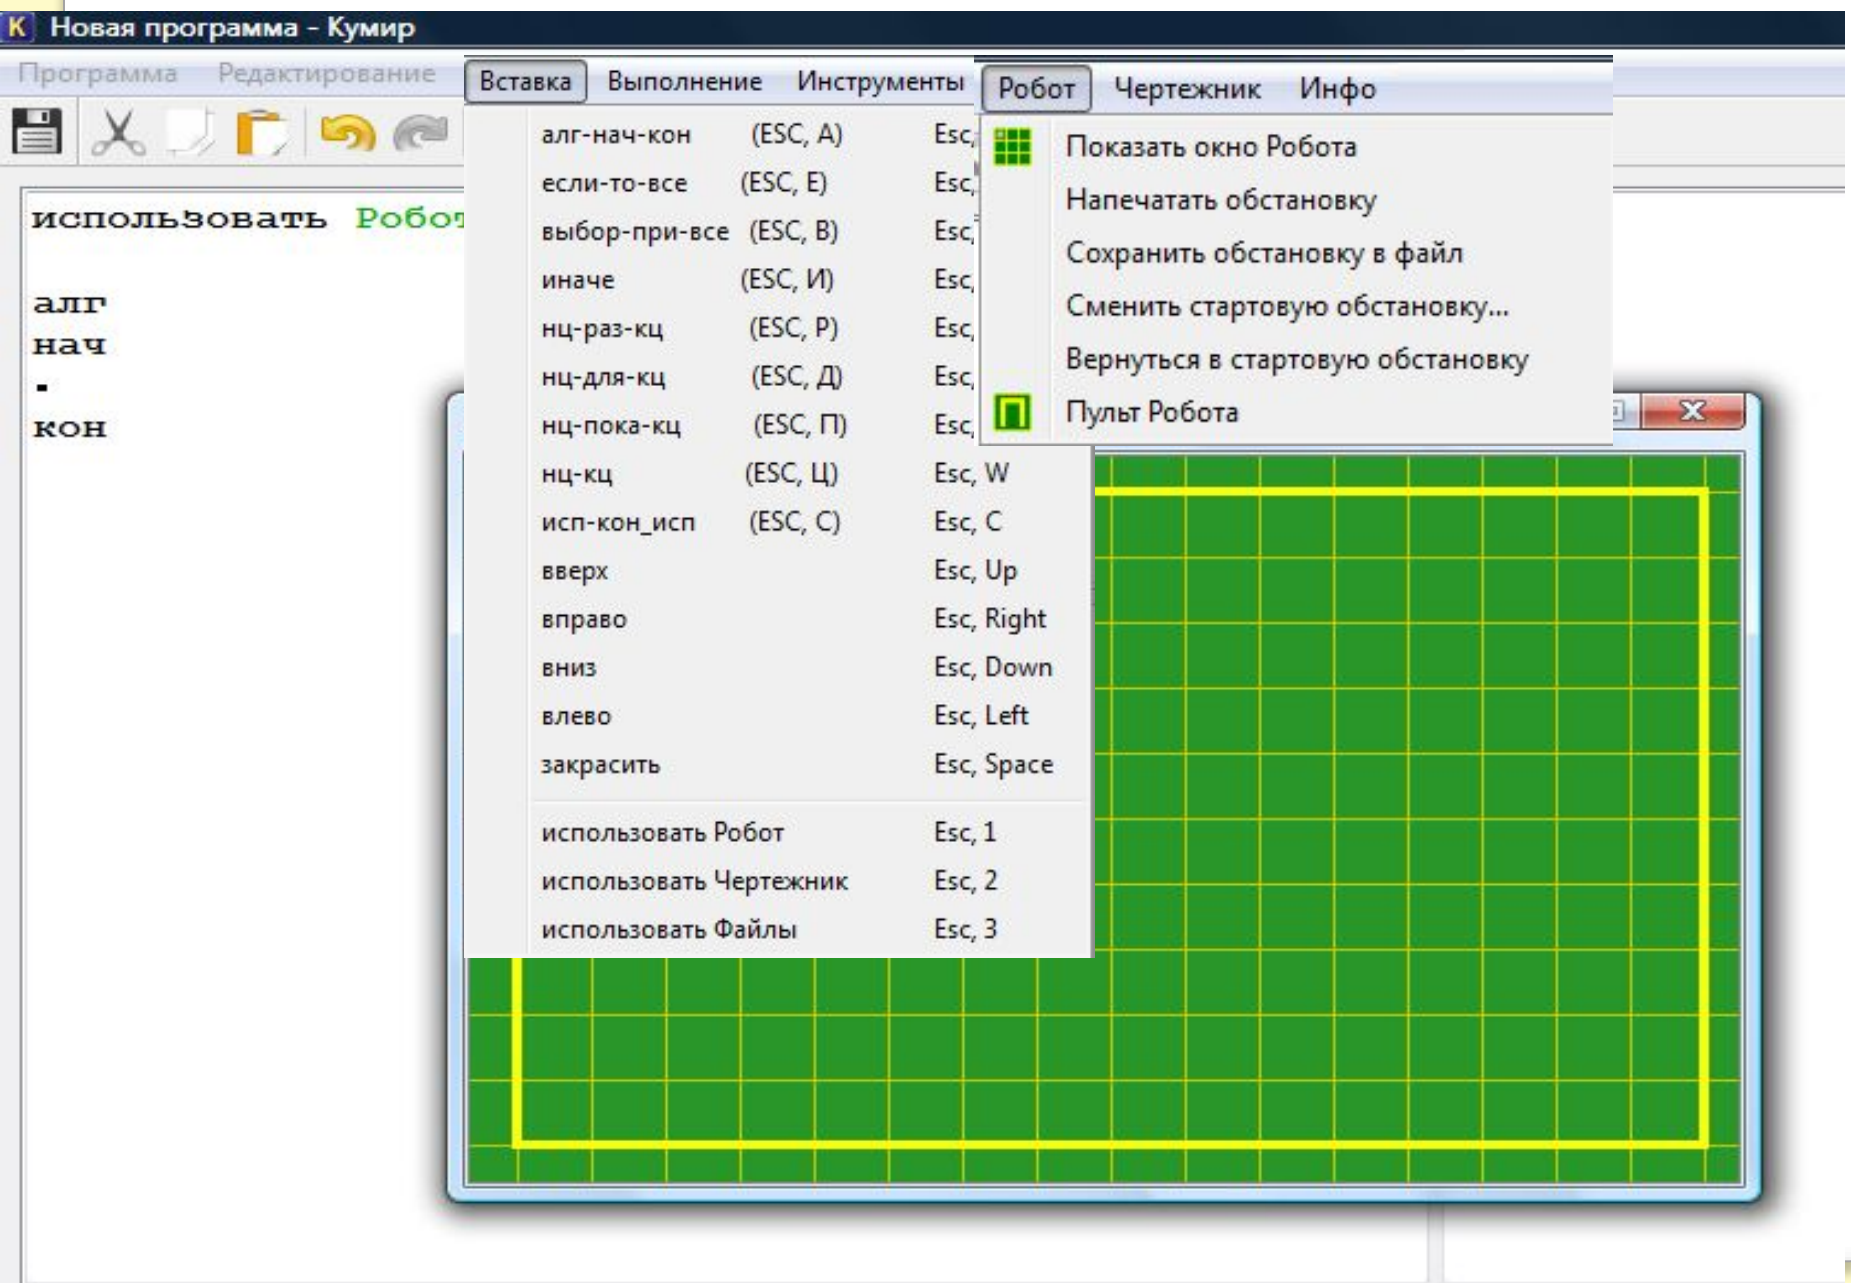 K Новая программа - Кумир
Программа Редактирование Вставка Выполнение Инструменты Робот Чертежник Инфо
использовать Робот
алг
нач
кон
алг-нач-кон (ESC, А) Esc,
если-то-все (ESC, Е) Esc,
выбор-при-все (ESC, В) Esc,
иначе (ESC, И) Esc,
нц-раз-кц (ESC, Р) Esc,
нц-для-кц (ESC, Д) Esc,
нц-пока-кц (ESC, П) Esc,
нц-кц (ESC, Ц) Esc, W
исп-кон_исп (ESC, С) Esc, C
вверх Esc, Up
вправо Esc, Right
вниз Esc, Down
влево Esc, Left
закрасить Esc, Space
использовать Робот Esc, 1
использовать Чертежник Esc, 2
использовать Файлы Esc, 3
Показать окно Робота
Напечатать обстановку
Сохранить обстановку в файл
Сменить стартовую обстановку...
Вернуться в стартовую обстановку
Пульт Робота